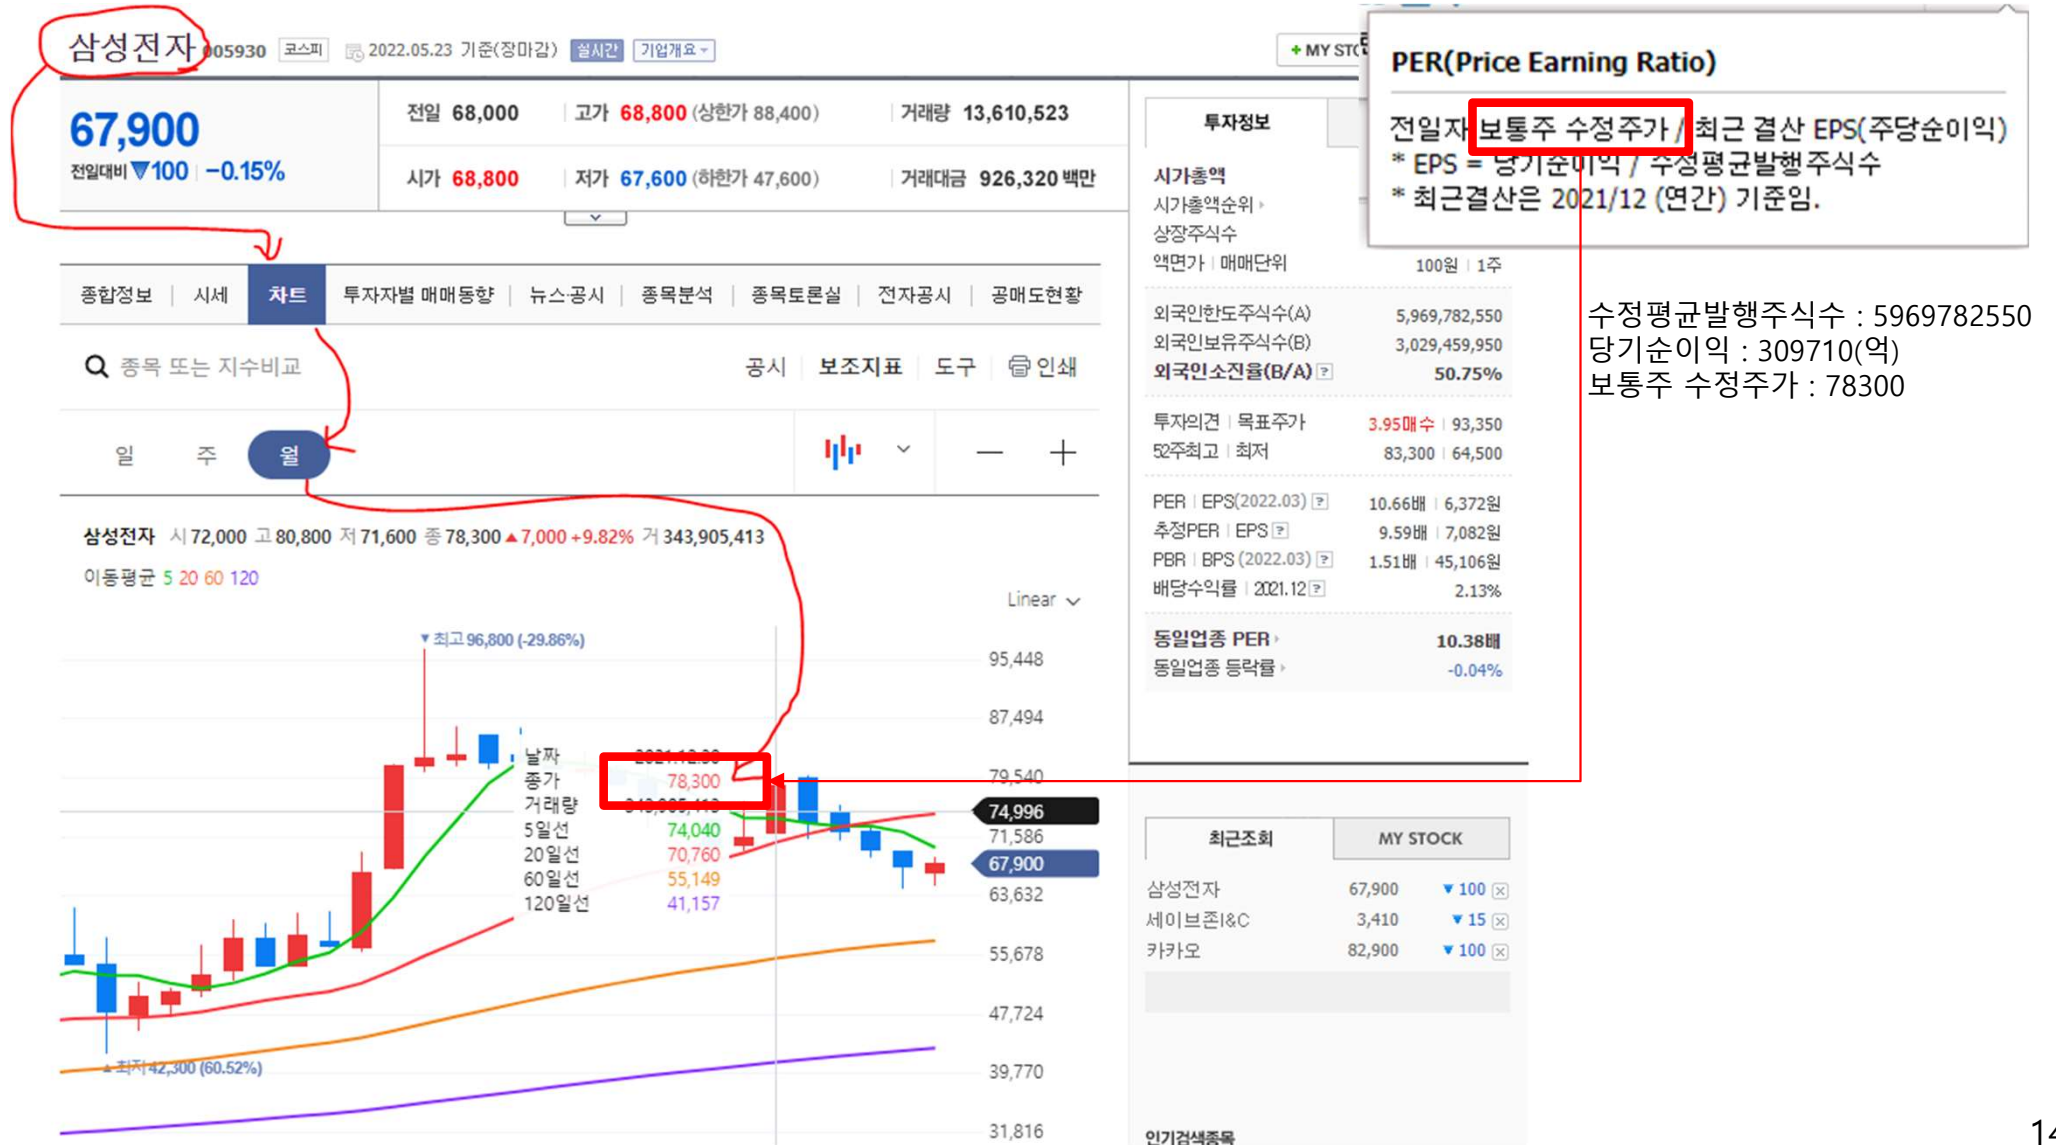 삼성전자 005930 코스피 2022.05.23 기준(장마감) 실시간 기업개요
+ MY STO
67,900
전일대비 ▼100 | −0.15%
전일 68,000 | 고가 68,800 (상한가 88,400) | 거래량 13,610,523
시가 68,800 | 저가 67,600 (하한가 47,600) | 거래대금 926,320 백만
종합정보 | 시세 차트 투자자별 매매동향 | 뉴스·공시 | 종목분석 | 종목토론실 | 전자공시 | 공매도현황
종목 또는 지수비교 공시 보조지표 도구 인쇄
일 주 월
삼성전자 시 72,000 고 80,800 저 71,600 종 78,300 ▲7,000 +9.82% 거 343,905,413
이동평균 5 20 60 120
Linear
▼최고 96,800 (-29.86%)
날짜
종가 78,300
거래량 343,905,413
5일선 74,040
20일선 70,760
60일선 55,149
120일선 41,157
▲ 최저 42,300 (60.52%)
95,448
87,494
79,540
74,996
71,586
67,900
63,632
55,678
47,724
39,770
31,816
투자정보
시가총액
시가총액순위
상장주식수
액면가 | 매매단위 100원 | 1주
외국인한도주식수(A) 5,969,782,550
외국인보유주식수(B) 3,029,459,950
외국인소진율(B/A) ? 50.75%
투자의견 | 목표주가 3.95매수 | 93,350
52주최고 | 최저 83,300 | 64,500
PER | EPS(2022.03) ? 10.66배 | 6,372원
추정PER | EPS ? 9.59배 | 7,082원
PBR | BPS (2022.03) ? 1.51배 | 45,106원
배당수익률 | 2021.12 ? 2.13%
동일업종 PER 10.38배
동일업종 등락률 -0.04%
최근조회 MY STOCK
삼성전자 67,900 ▼ 100
세이브존I&C 3,410 ▼ 15
카카오 82,900 ▼ 100
인기검색종목
PER(Price Earning Ratio)
전일자 보통주 수정주가 / 최근 결산 EPS(주당순이익)
* EPS = 당기순이익 / 수정평균발행주식수
* 최근결산은 2021/12 (연간) 기준임.
수정평균발행주식수 : 5969782550
당기순이익 : 309710(억)
보통주 수정주가 : 78300
14